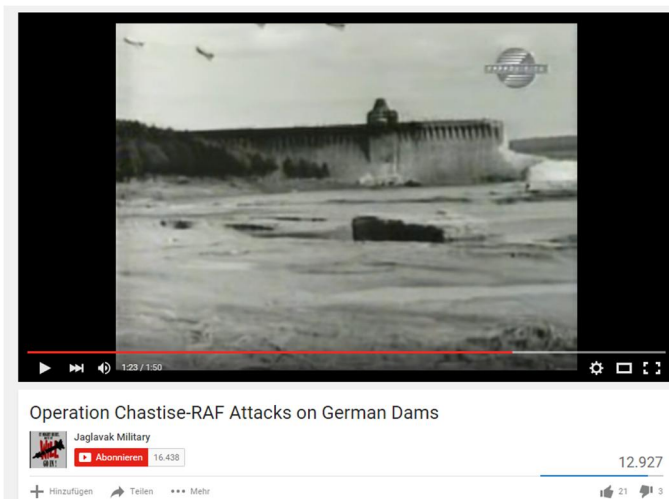 1:23 / 1:50
Operation Chastise-RAF Attacks on German Dams
Jaglavak Military
Abonnieren 16.438
12.927
Hinzufügen Teilen Mehr 21 3